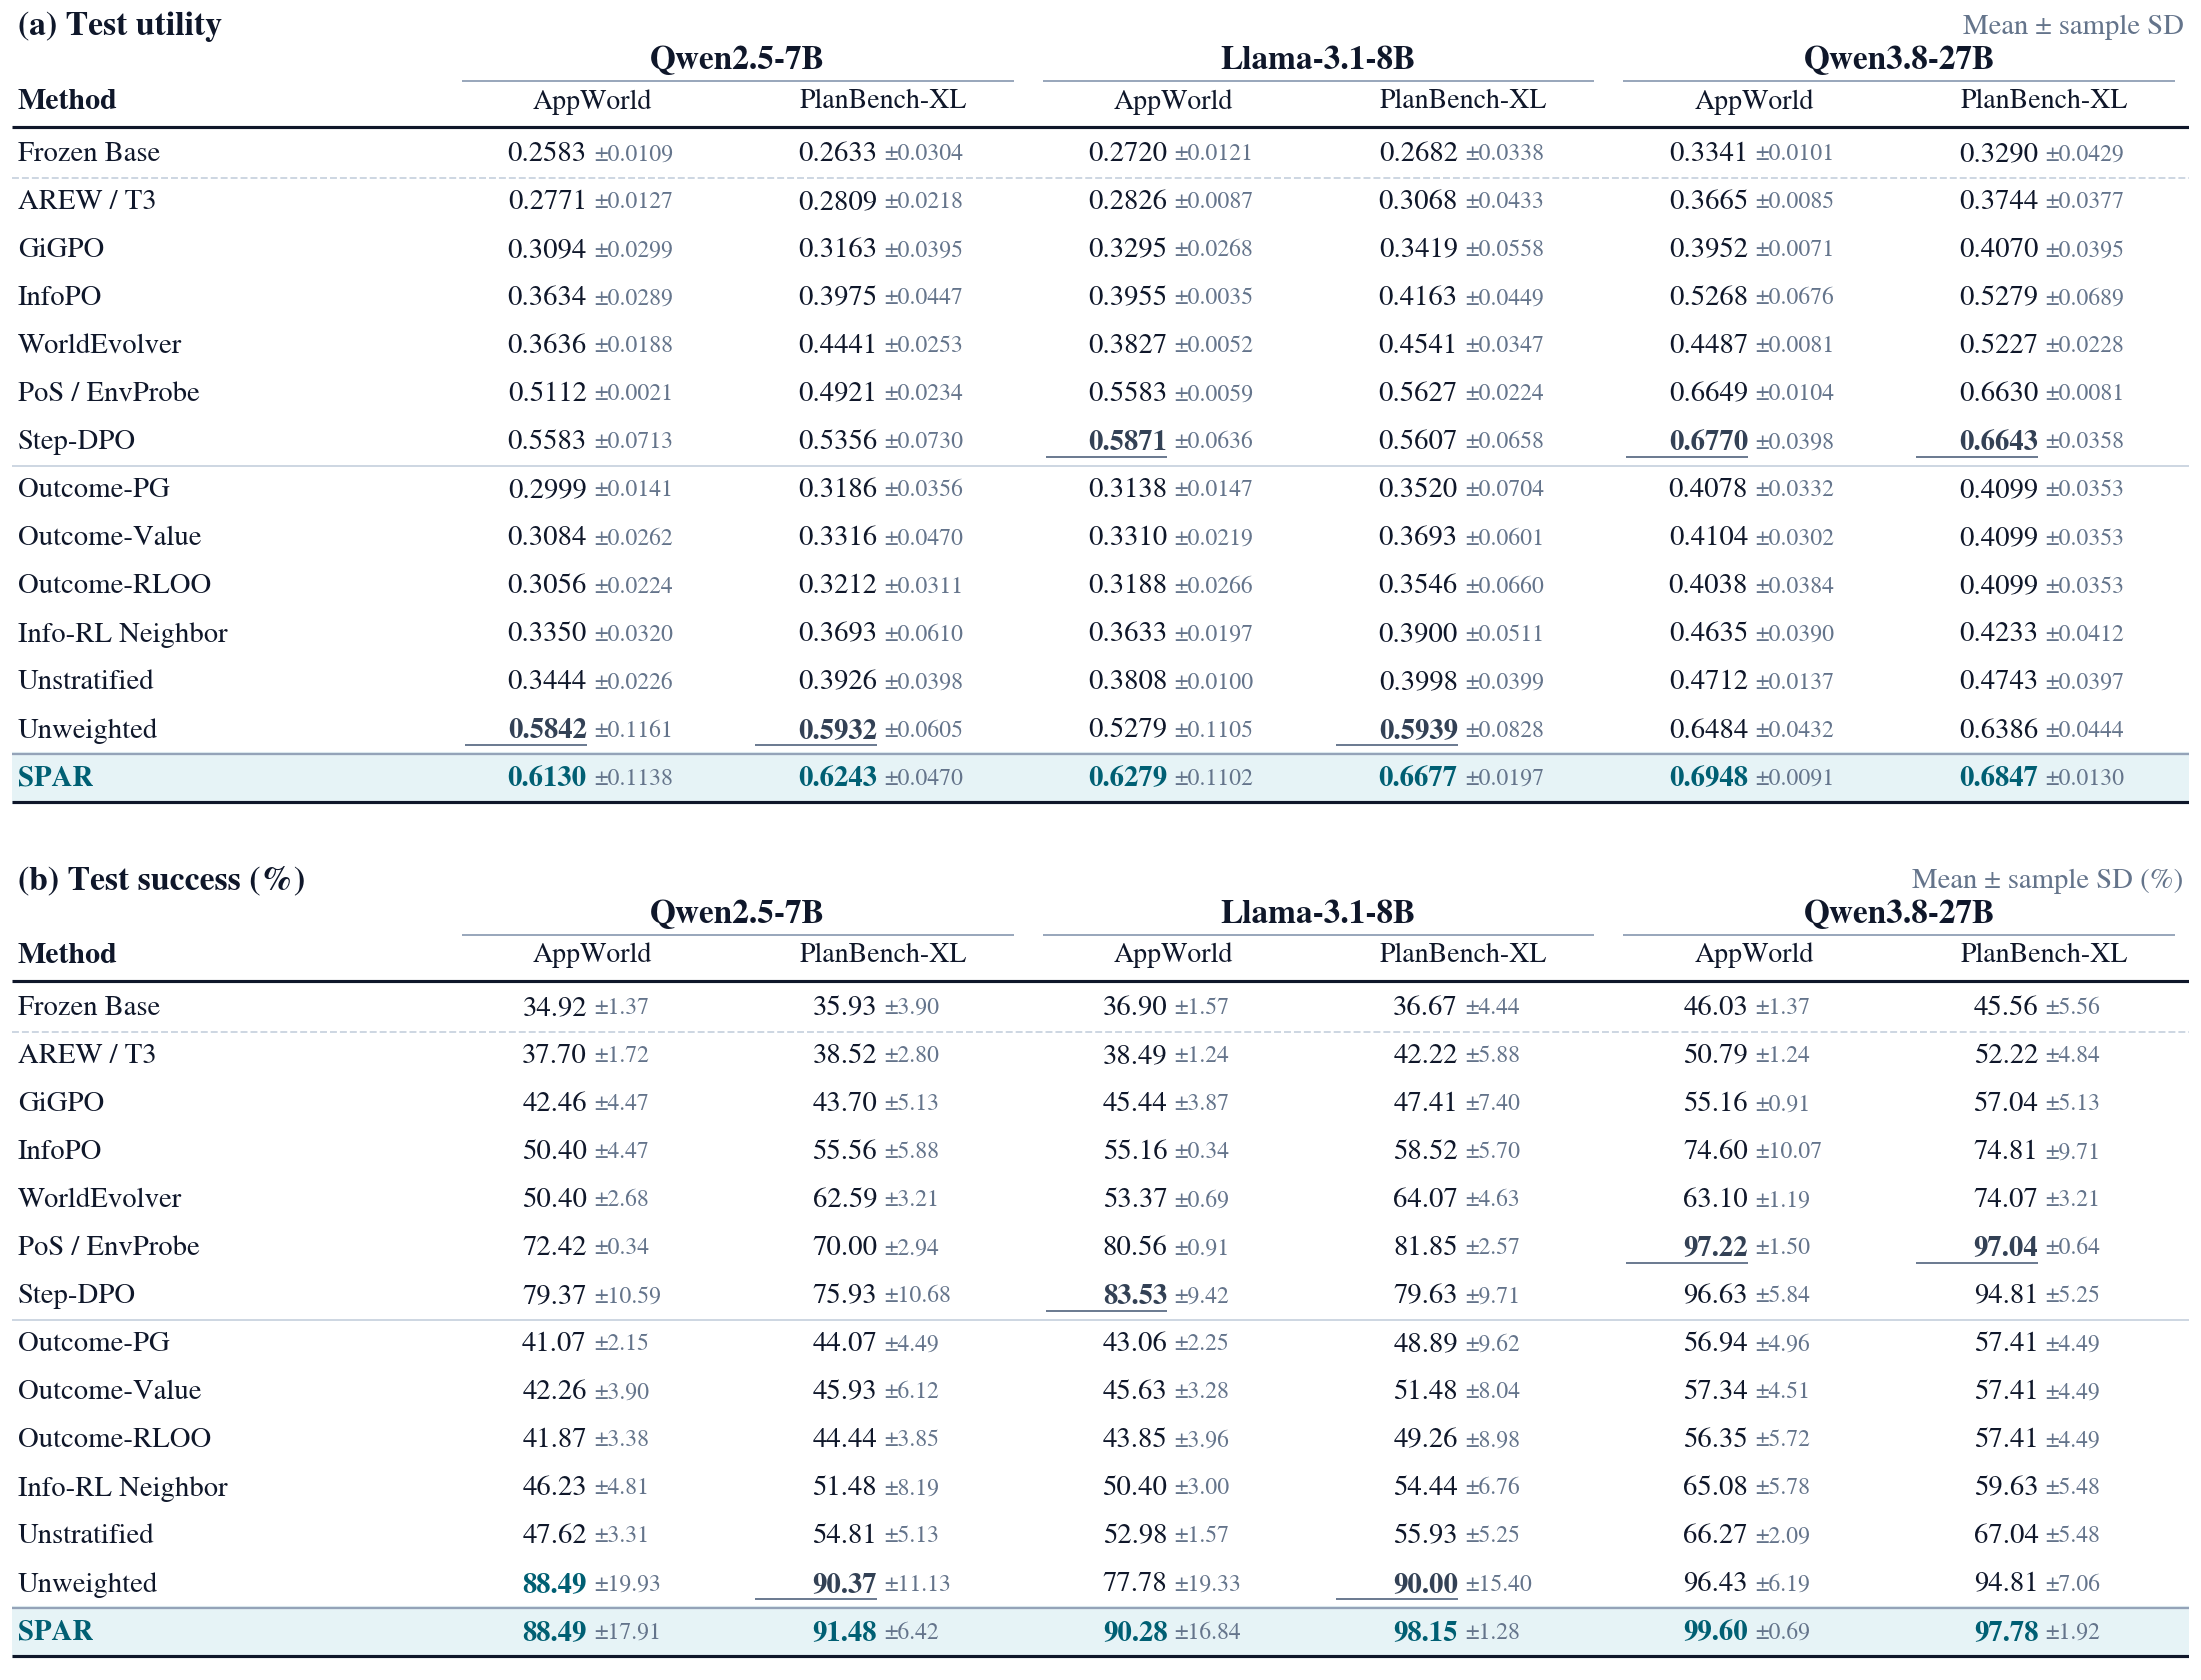 (a) Test utility Mean ± sample SD
Qwen2.5-7B Llama-3.1-8B Qwen3.8-27B
Method AppWorld PlanBench-XL AppWorld PlanBench-XL AppWorld PlanBench-XL
Frozen Base 0.2583 ±0.0109 0.2633 ±0.0304 0.2720 ±0.0121 0.2682 ±0.0338 0.3341 ±0.0101 0.3290 ±0.0429
AREW / T3 0.2771 ±0.0127 0.2809 ±0.0218 0.2826 ±0.0087 0.3068 ±0.0433 0.3665 ±0.0085 0.3744 ±0.0377
GiGPO 0.3094 ±0.0299 0.3163 ±0.0395 0.3295 ±0.0268 0.3419 ±0.0558 0.3952 ±0.0071 0.4070 ±0.0395
InfoPO 0.3634 ±0.0289 0.3975 ±0.0447 0.3955 ±0.0035 0.4163 ±0.0449 0.5268 ±0.0676 0.5279 ±0.0689
WorldEvolver 0.3636 ±0.0188 0.4441 ±0.0253 0.3827 ±0.0052 0.4541 ±0.0347 0.4487 ±0.0081 0.5227 ±0.0228
PoS / EnvProbe 0.5112 ±0.0021 0.4921 ±0.0234 0.5583 ±0.0059 0.5627 ±0.0224 0.6649 ±0.0104 0.6630 ±0.0081
Step-DPO 0.5583 ±0.0713 0.5356 ±0.0730 0.5871 ±0.0636 0.5607 ±0.0658 0.6770 ±0.0398 0.6643 ±0.0358
Outcome-PG 0.2999 ±0.0141 0.3186 ±0.0356 0.3138 ±0.0147 0.3520 ±0.0704 0.4078 ±0.0332 0.4099 ±0.0353
Outcome-Value 0.3084 ±0.0262 0.3316 ±0.0470 0.3310 ±0.0219 0.3693 ±0.0601 0.4104 ±0.0302 0.4099 ±0.0353
Outcome-RLOO 0.3056 ±0.0224 0.3212 ±0.0311 0.3188 ±0.0266 0.3546 ±0.0660 0.4038 ±0.0384 0.4099 ±0.0353
Info-RL Neighbor 0.3350 ±0.0320 0.3693 ±0.0610 0.3633 ±0.0197 0.3900 ±0.0511 0.4635 ±0.0390 0.4233 ±0.0412
Unstratified 0.3444 ±0.0226 0.3926 ±0.0398 0.3808 ±0.0100 0.3998 ±0.0399 0.4712 ±0.0137 0.4743 ±0.0397
Unweighted 0.5842 ±0.1161 0.5932 ±0.0605 0.5279 ±0.1105 0.5939 ±0.0828 0.6484 ±0.0432 0.6386 ±0.0444
SPAR 0.6130 ±0.1138 0.6243 ±0.0470 0.6279 ±0.1102 0.6677 ±0.0197 0.6948 ±0.0091 0.6847 ±0.0130
(b) Test success (%) Mean ± sample SD (%)
Qwen2.5-7B Llama-3.1-8B Qwen3.8-27B
Method AppWorld PlanBench-XL AppWorld PlanBench-XL AppWorld PlanBench-XL
Frozen Base 34.92 ±1.37 35.93 ±3.90 36.90 ±1.57 36.67 ±4.44 46.03 ±1.37 45.56 ±5.56
AREW / T3 37.70 ±1.72 38.52 ±2.80 38.49 ±1.24 42.22 ±5.88 50.79 ±1.24 52.22 ±4.84
GiGPO 42.46 ±4.47 43.70 ±5.13 45.44 ±3.87 47.41 ±7.40 55.16 ±0.91 57.04 ±5.13
InfoPO 50.40 ±4.47 55.56 ±5.88 55.16 ±0.34 58.52 ±5.70 74.60 ±10.07 74.81 ±9.71
WorldEvolver 50.40 ±2.68 62.59 ±3.21 53.37 ±0.69 64.07 ±4.63 63.10 ±1.19 74.07 ±3.21
PoS / EnvProbe 72.42 ±0.34 70.00 ±2.94 80.56 ±0.91 81.85 ±2.57 97.22 ±1.50 97.04 ±0.64
Step-DPO 79.37 ±10.59 75.93 ±10.68 83.53 ±9.42 79.63 ±9.71 96.63 ±5.84 94.81 ±5.25
Outcome-PG 41.07 ±2.15 44.07 ±4.49 43.06 ±2.25 48.89 ±9.62 56.94 ±4.96 57.41 ±4.49
Outcome-Value 42.26 ±3.90 45.93 ±6.12 45.63 ±3.28 51.48 ±8.04 57.34 ±4.51 57.41 ±4.49
Outcome-RLOO 41.87 ±3.38 44.44 ±3.85 43.85 ±3.96 49.26 ±8.98 56.35 ±5.72 57.41 ±4.49
Info-RL Neighbor 46.23 ±4.81 51.48 ±8.19 50.40 ±3.00 54.44 ±6.76 65.08 ±5.78 59.63 ±5.48
Unstratified 47.62 ±3.31 54.81 ±5.13 52.98 ±1.57 55.93 ±5.25 66.27 ±2.09 67.04 ±5.48
Unweighted 88.49 ±19.93 90.37 ±11.13 77.78 ±19.33 90.00 ±15.40 96.43 ±6.19 94.81 ±7.06
SPAR 88.49 ±17.91 91.48 ±6.42 90.28 ±16.84 98.15 ±1.28 99.60 ±0.69 97.78 ±1.92